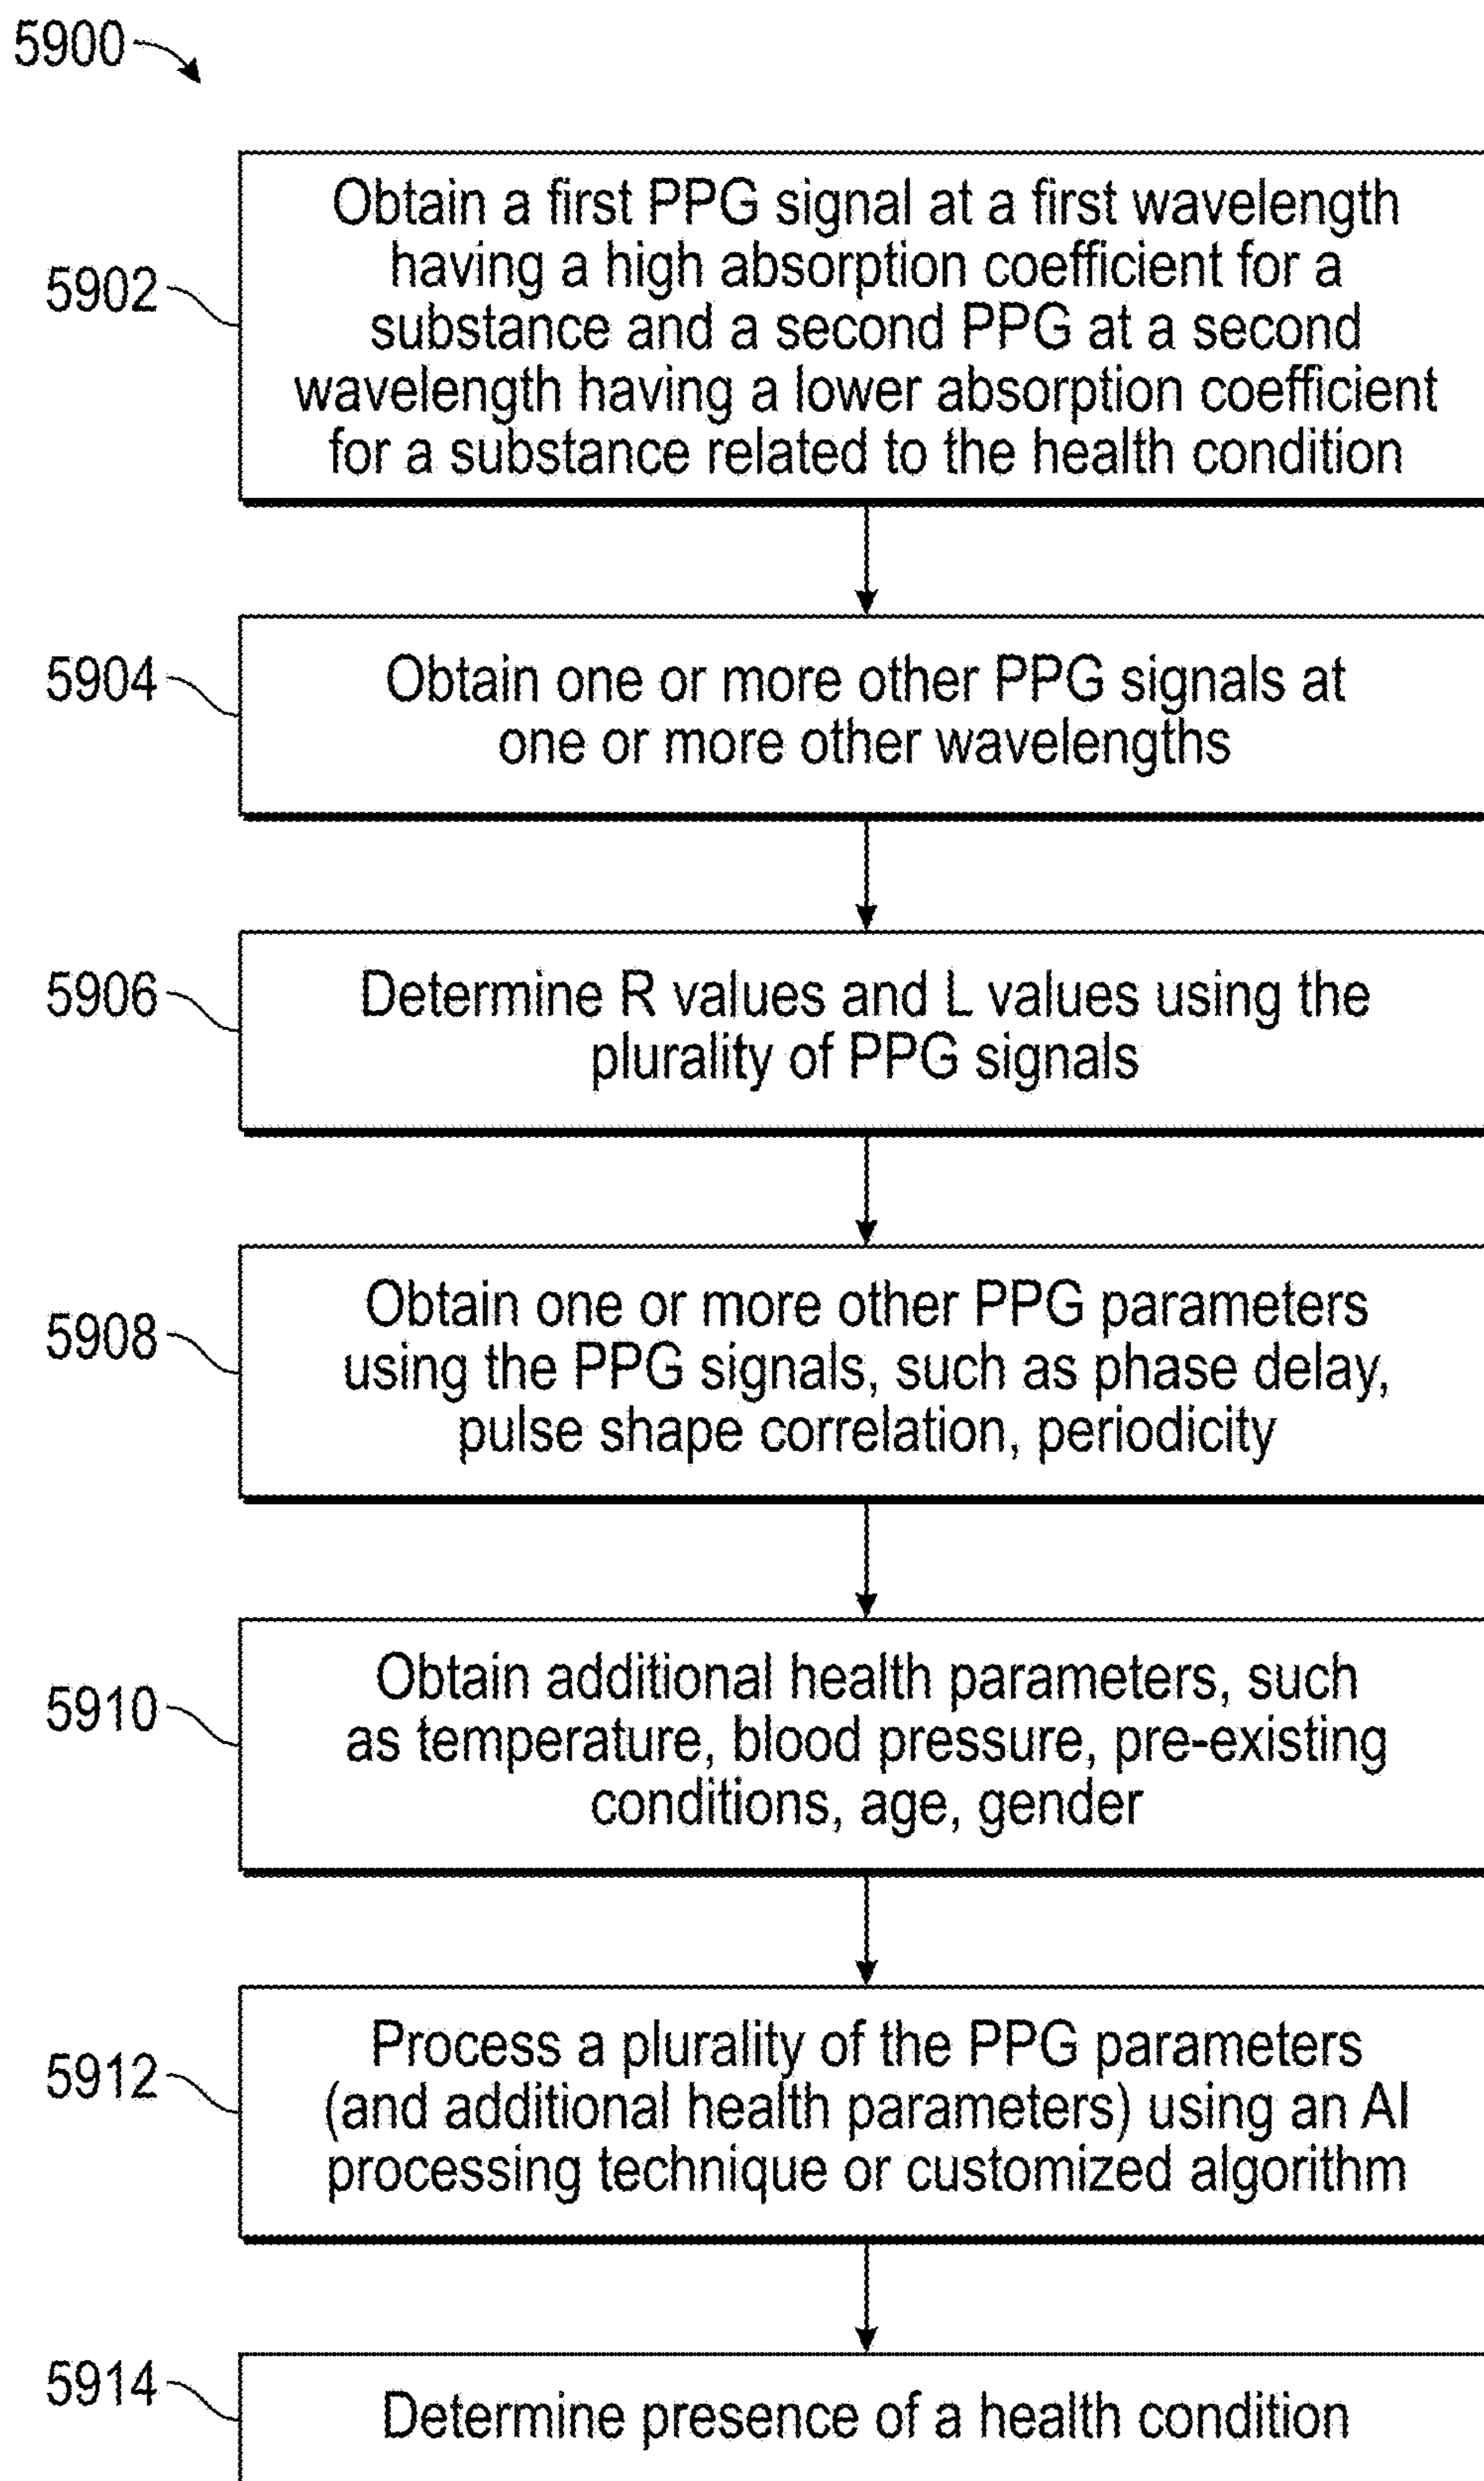 5900
5902
Obtain a first PPG signal at a first wavelength
having a high absorption coefficient for a
substance and a second PPG at a second
wavelength having a lower absorption coefficient
for a substance related to the health condition
5904
Obtain one or more other PPG signals at
one or more other wavelengths
5906
Determine R values and L values using the
plurality of PPG signals
5908
Obtain one or more other PPG parameters
using the PPG signals, such as phase delay,
pulse shape correlation, periodicity
5910
Obtain additional health parameters, such
as temperature, blood pressure, pre-existing
conditions, age, gender
5912
Process a plurality of the PPG parameters
(and additional health parameters) using an AI
processing technique or customized algorithm
5914
Determine presence of a health condition